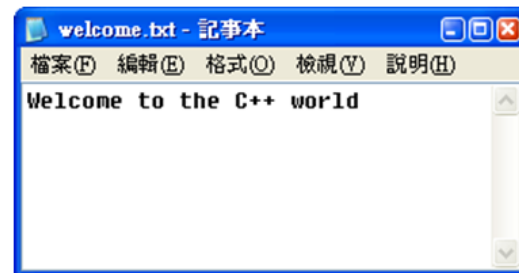 welcome.txt - 記事本
檔案(F) 編輯(E) 格式(O) 檢視(V) 說明(H)
Welcome to the C++ world